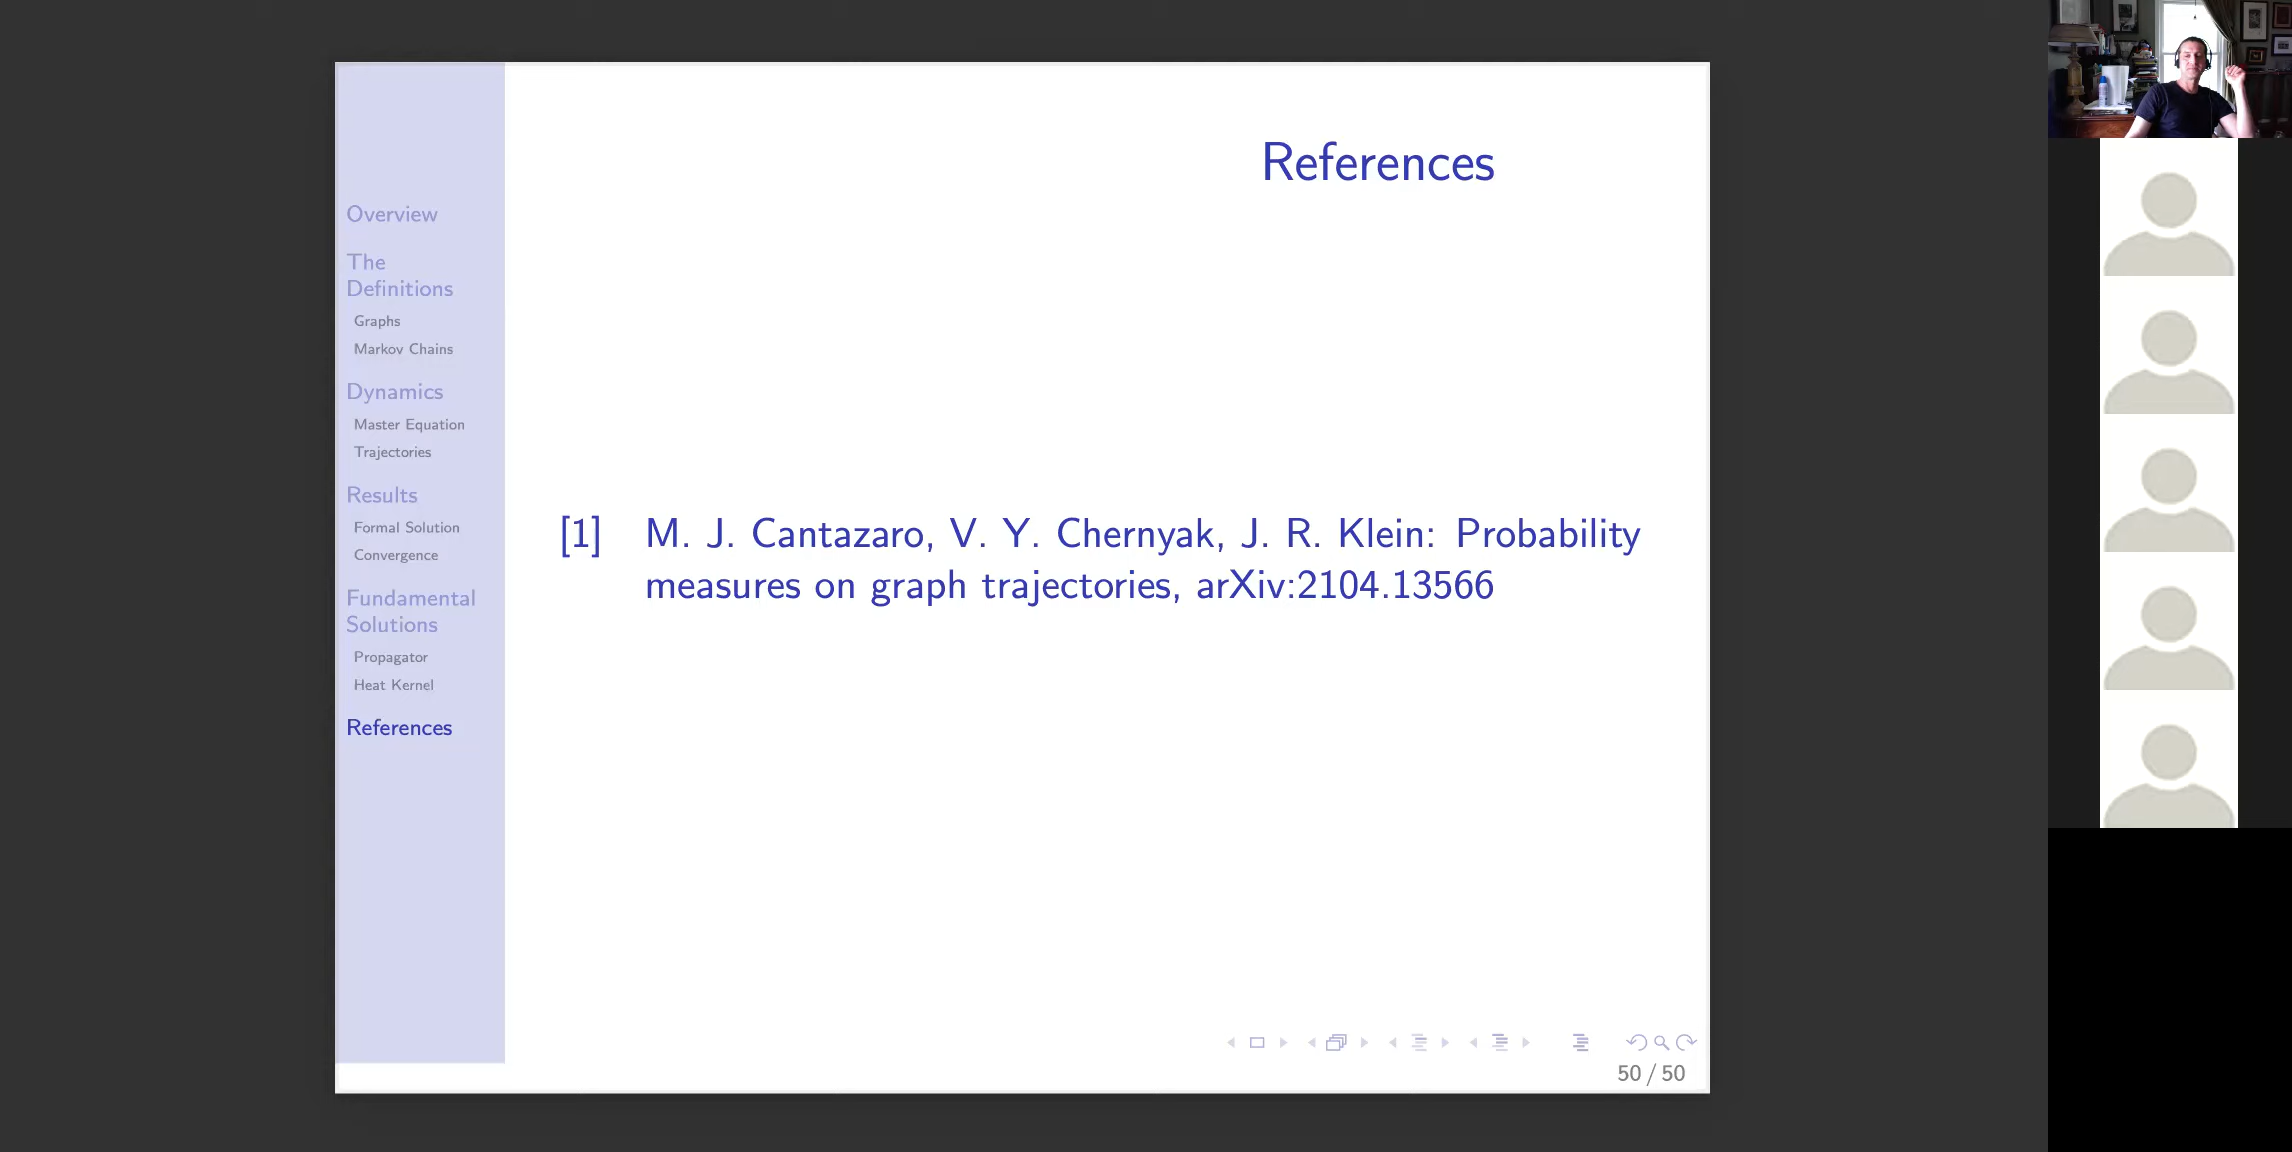 References
Overview
The
Definitions
Graphs
Markov Chains
Dynamics
Master Equation
Trajectories
Results
Formal Solution
Convergence
Fundamental
Solutions
Propagator
Heat Kernel
References
[1] M. J. Cantazaro, V. Y. Chernyak, J. R. Klein: Probability
measures on graph trajectories, arXiv:2104.13566
50 / 50